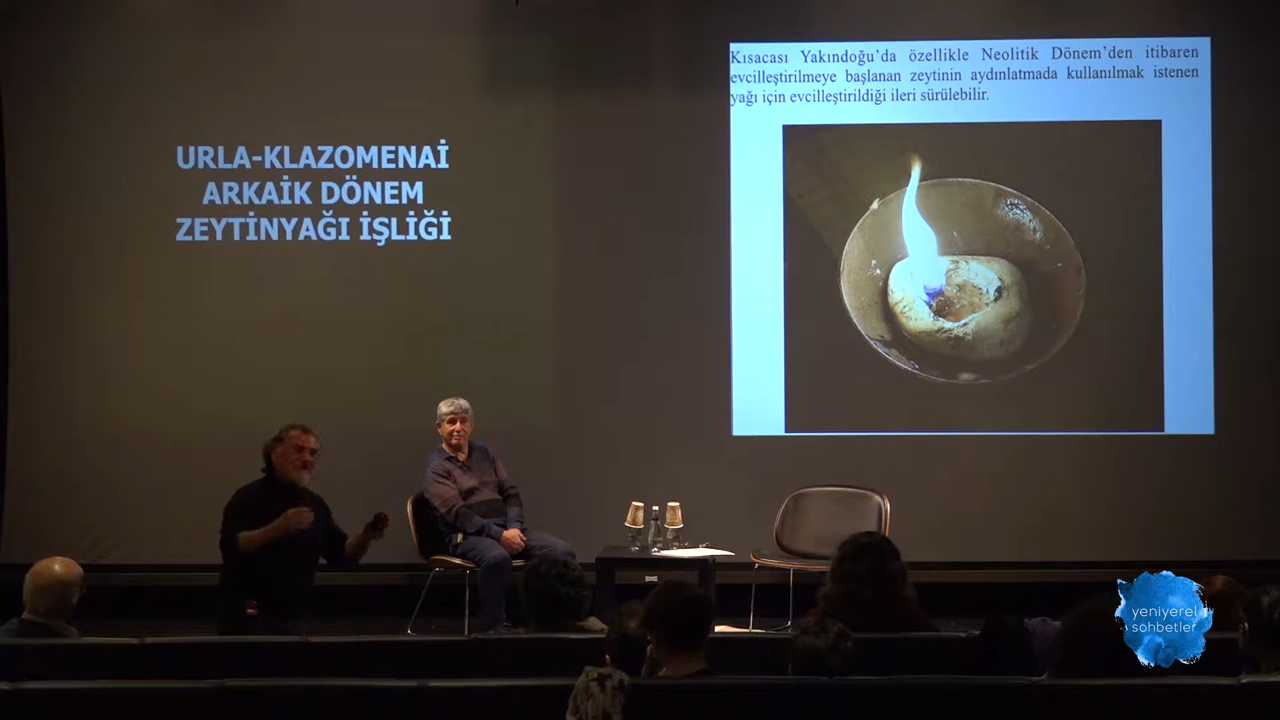 URLA-KLAZOMENAİ
ARKAİK DÖNEM
ZEYTİNYAĞI İŞLİĞİ
Kısacası Yakındoğu'da özellikle Neolitik Dönem'den itibaren
evcilleştirilmeye başlanan zeytinin aydınlatmada kullanılmak istenen
yağı için evcilleştirildiği ileri sürülebilir.
yeniyerel
sohbetler